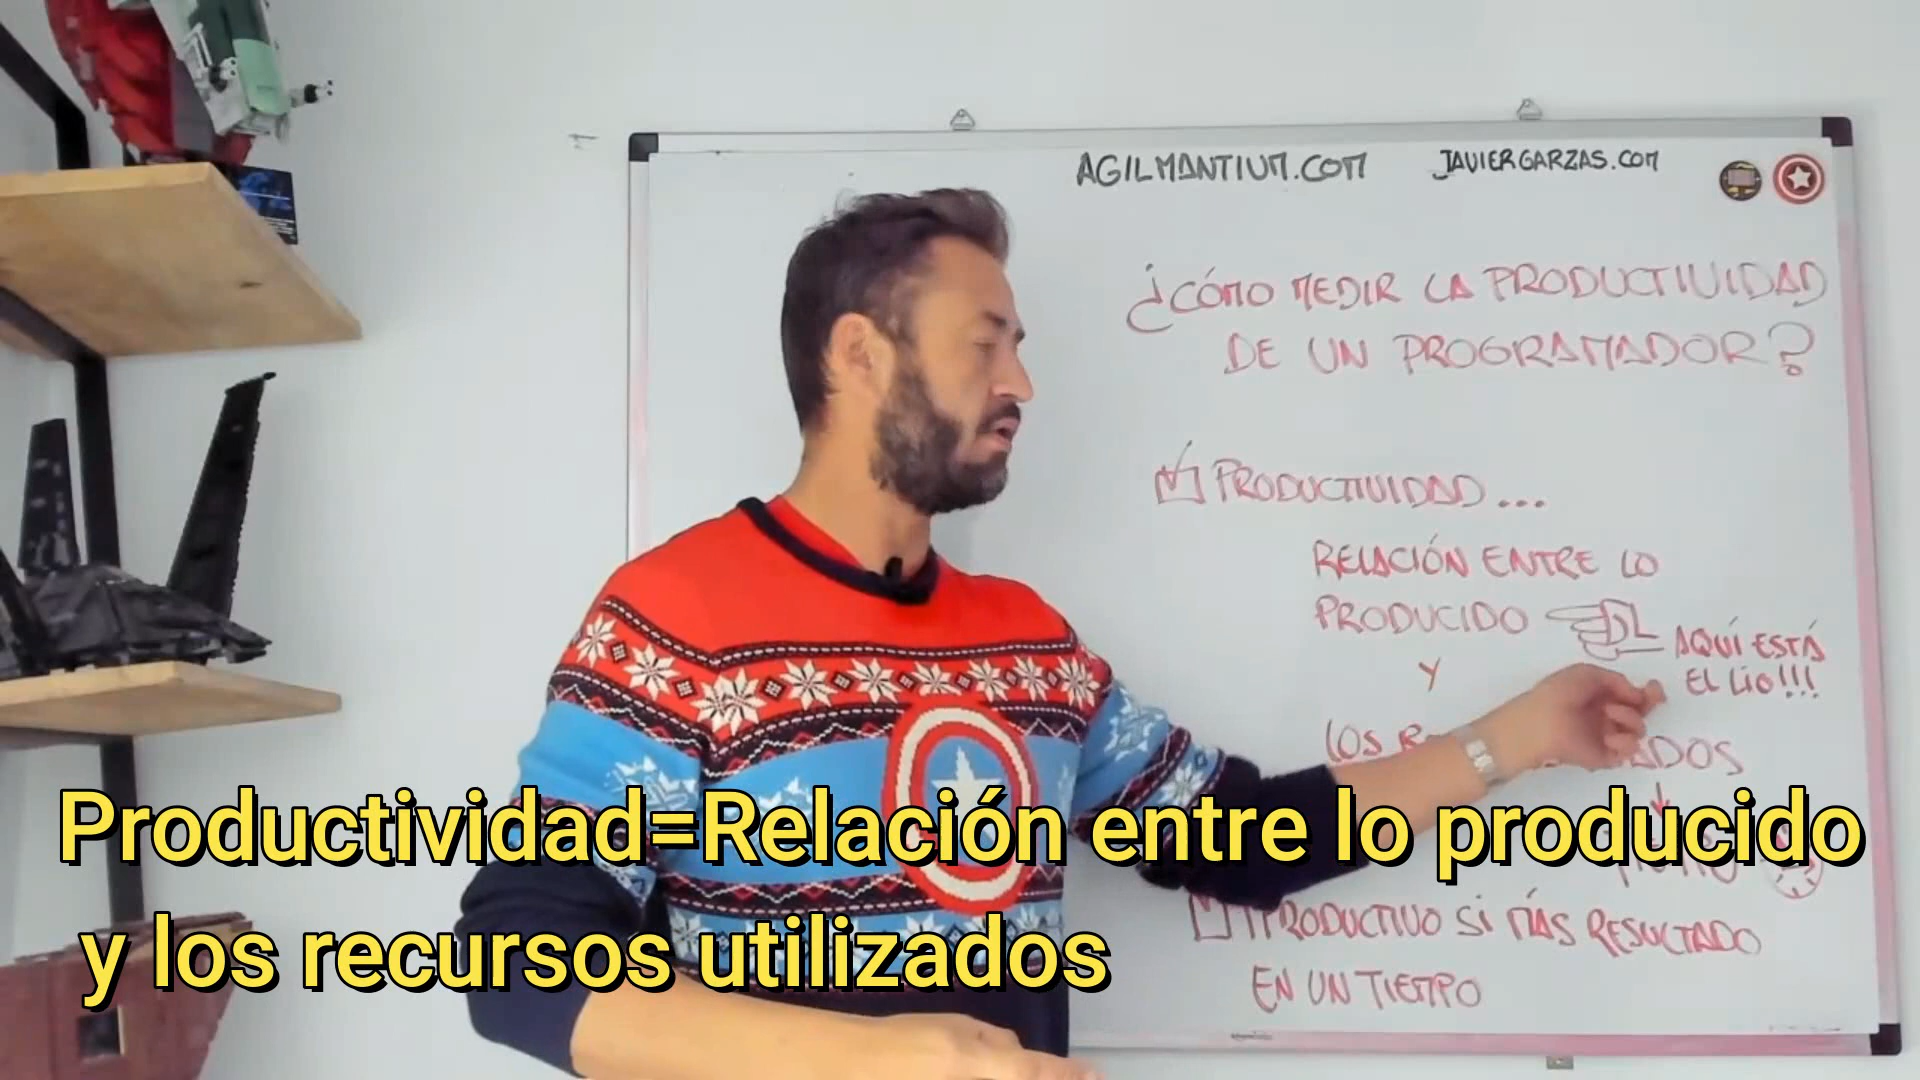 AGILMANTIUM.COM
JAVIERGARZAS.COM
¿CÓMO MEDIR LA PRODUCTIVIDAD
DE UN PROGRAMADOR?
PRODUCTIVIDAD...
RELACIÓN ENTRE LO
PRODUCIDO
AQUÍ ESTÁ
EL LÍO!!!
Y
LOS
Productividad=Relación entre lo producido
y los recursos utilizados
PRODUCTIVO SI MÁS RESULTADO
EN UN TIEMPO